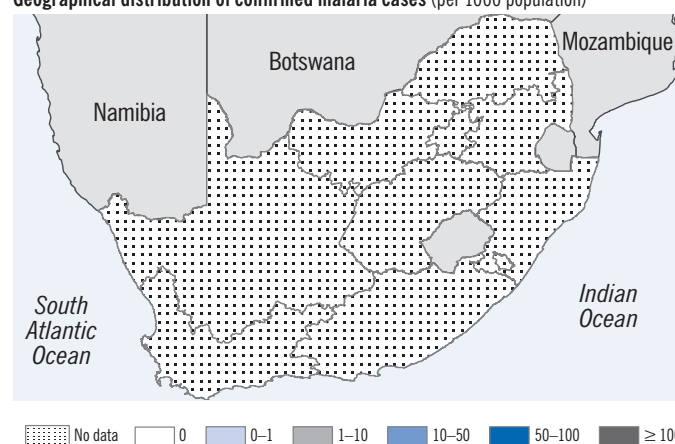 Geographical distribution of confirmed malaria cases (per 1000 population)
Mozambique
Botswana
Namibia
South
Atlantic
Ocean
Indian
Ocean
No data 0 0–1 1–10 10–50 50–100 ≥ 100